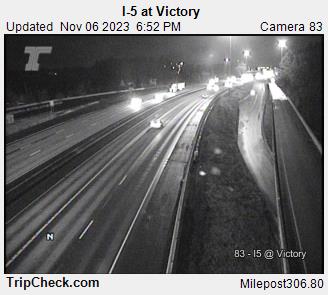 I-5 at Victory
Updated  Nov 06 2023  6:52 PM
Camera 83
T
N
83 - I5 @ Victory
TripCheck.com
Milepost306.80